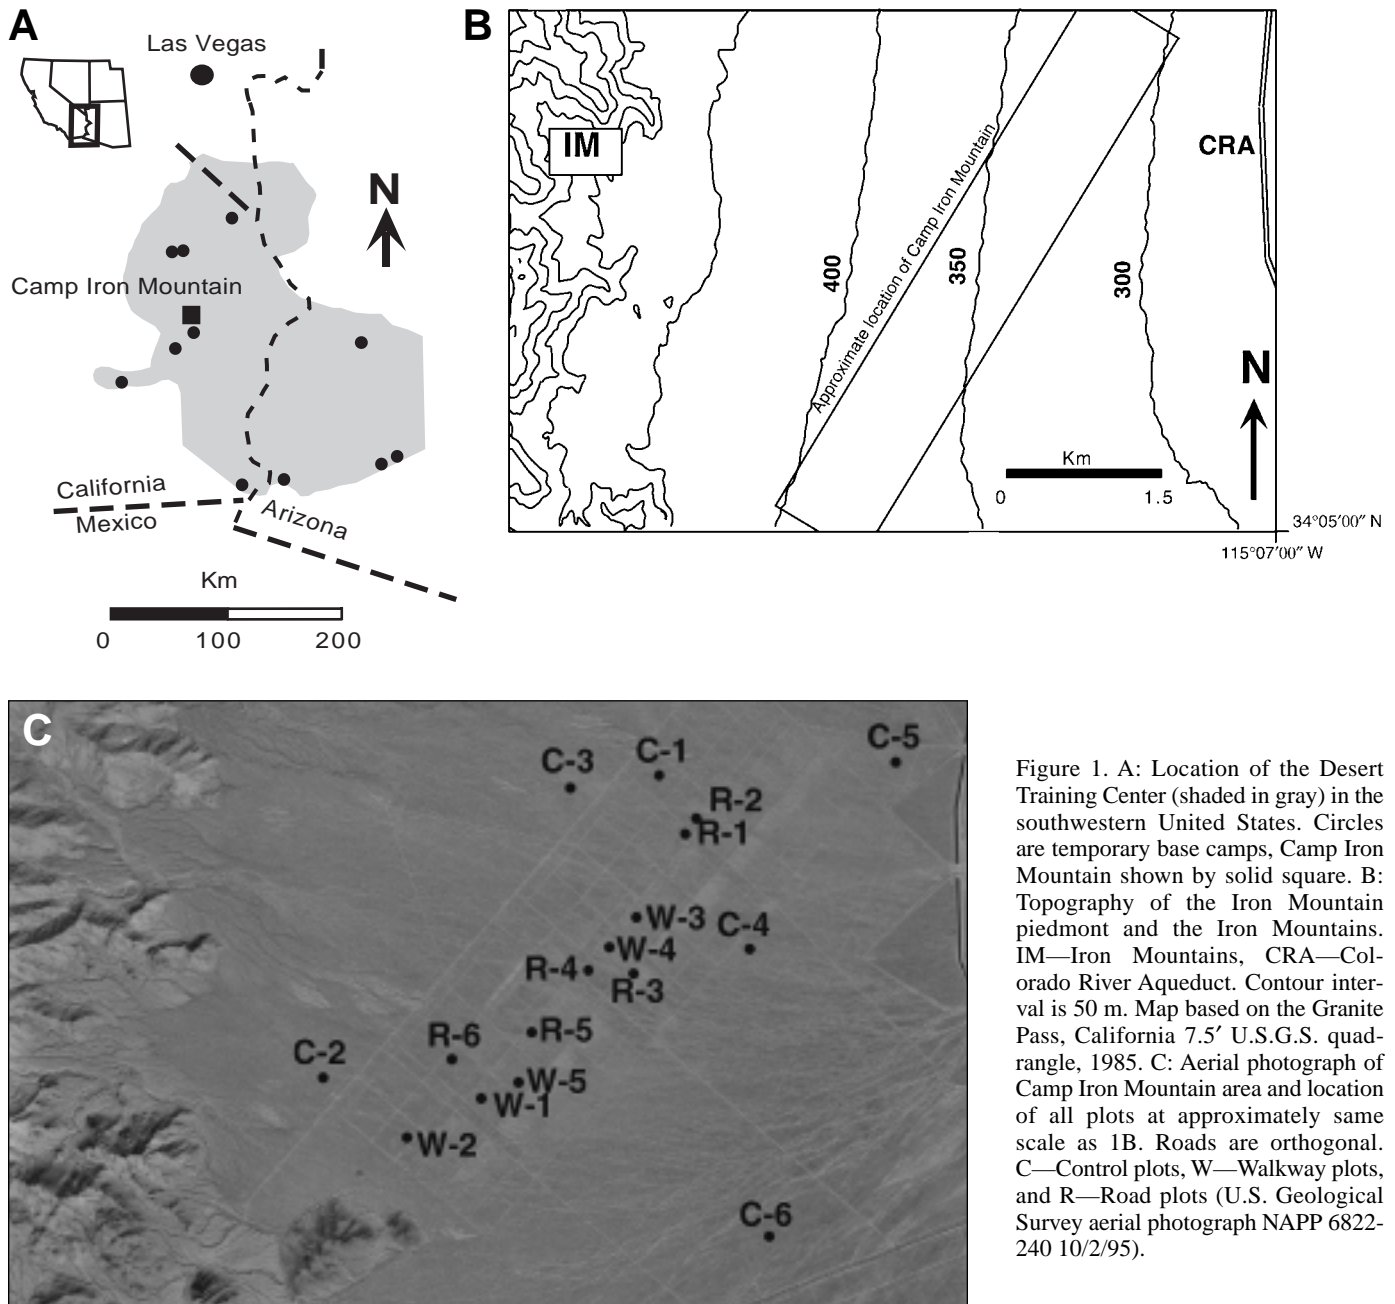 A
Las Vegas
N
Camp Iron Mountain
California
Mexico
Arizona
Km
0 100 200
B
IM
CRA
Approximate location of Camp Iron Mountain
400
350
300
N
Km
0 1.5
34°05′00″ N
115°07′00″ W
C
C-5
C-1
C-3
R-2
R-1
W-3
C-4
W-4
R-4
R-3
R-5
R-6
C-2
W-5
W-1
W-2
C-6
Figure 1. A: Location of the Desert
Training Center (shaded in gray) in the
southwestern United States. Circles
are temporary base camps, Camp Iron
Mountain shown by solid square. B:
Topography of the Iron Mountain
piedmont and the Iron Mountains.
IM—Iron Mountains, CRA—Col-
orado River Aqueduct. Contour inter-
val is 50 m. Map based on the Granite
Pass, California 7.5′ U.S.G.S. quad-
rangle, 1985. C: Aerial photograph of
Camp Iron Mountain area and location
of all plots at approximately same
scale as 1B. Roads are orthogonal.
C—Control plots, W—Walkway plots,
and R—Road plots (U.S. Geological
Survey aerial photograph NAPP 6822-
240 10/2/95).